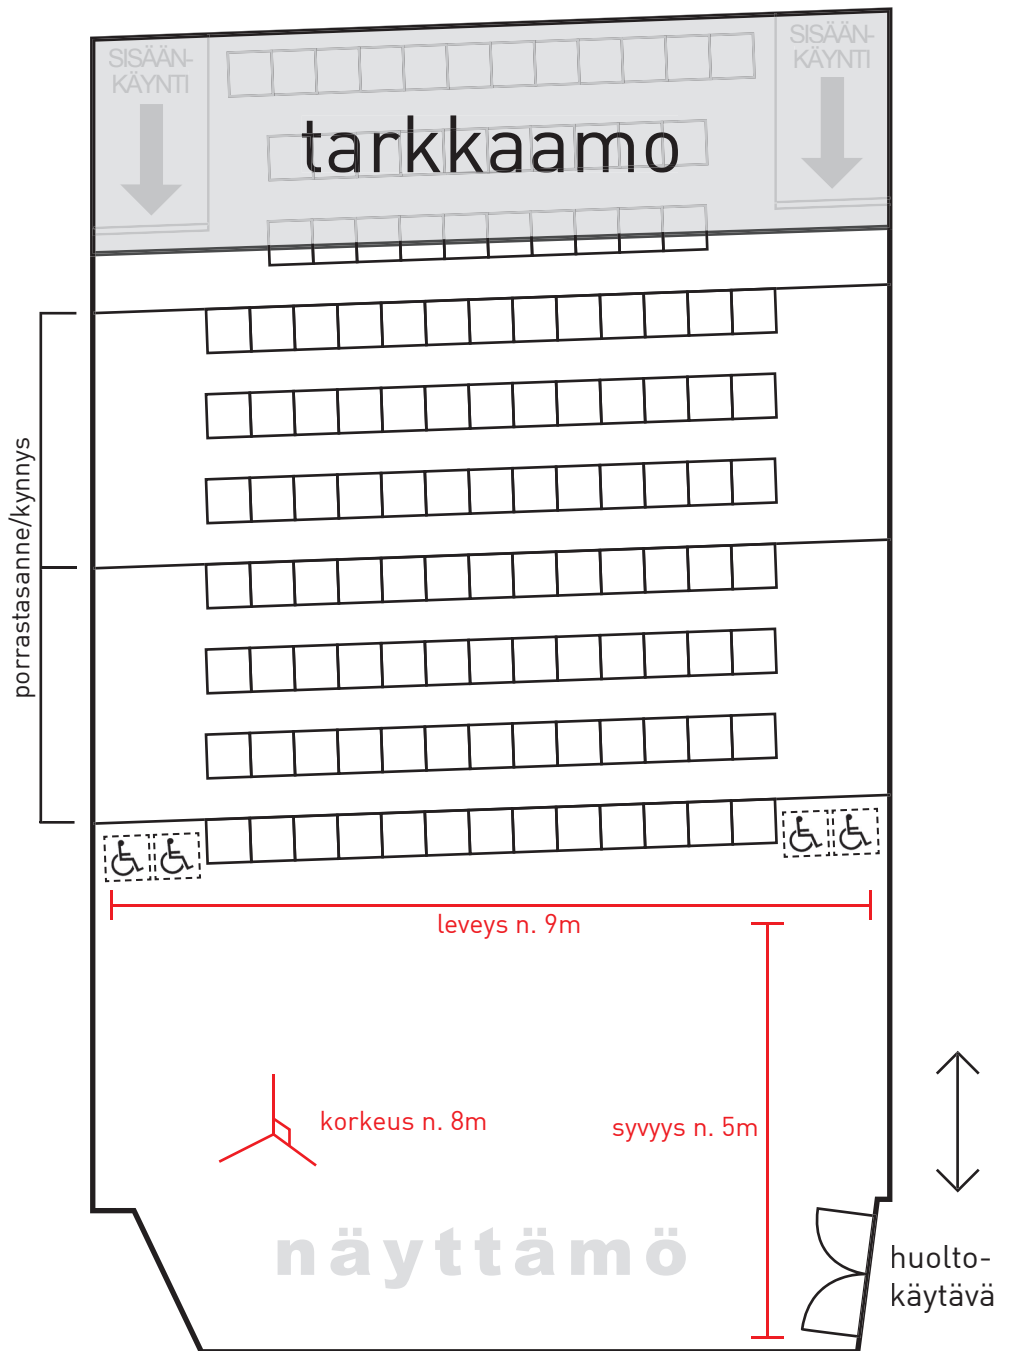 SISÄÄN-
KÄYNTI
SISÄÄN-
KÄYNTI
tarkkaamo
porrastasanne/kynnys
leveys n. 9m
korkeus n. 8m
syvyys n. 5m
näyttämö
huolto-
käytävä